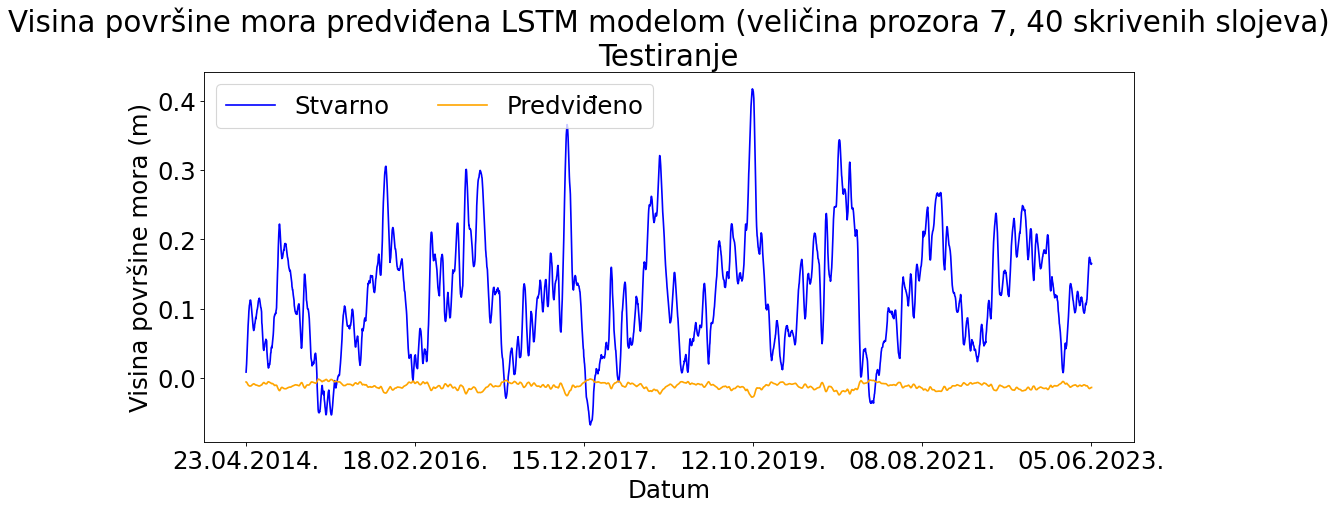 Visina površine mora predviđena LSTM modelom (veličina prozora 7, 40 skrivenih slojeva)
Testiranje
Stvarno Predviđeno
Visina površine mora (m)
0.4
0.3
0.2
0.1
0.0
23.04.2014. 18.02.2016. 15.12.2017. 12.10.2019. 08.08.2021. 05.06.2023.
Datum